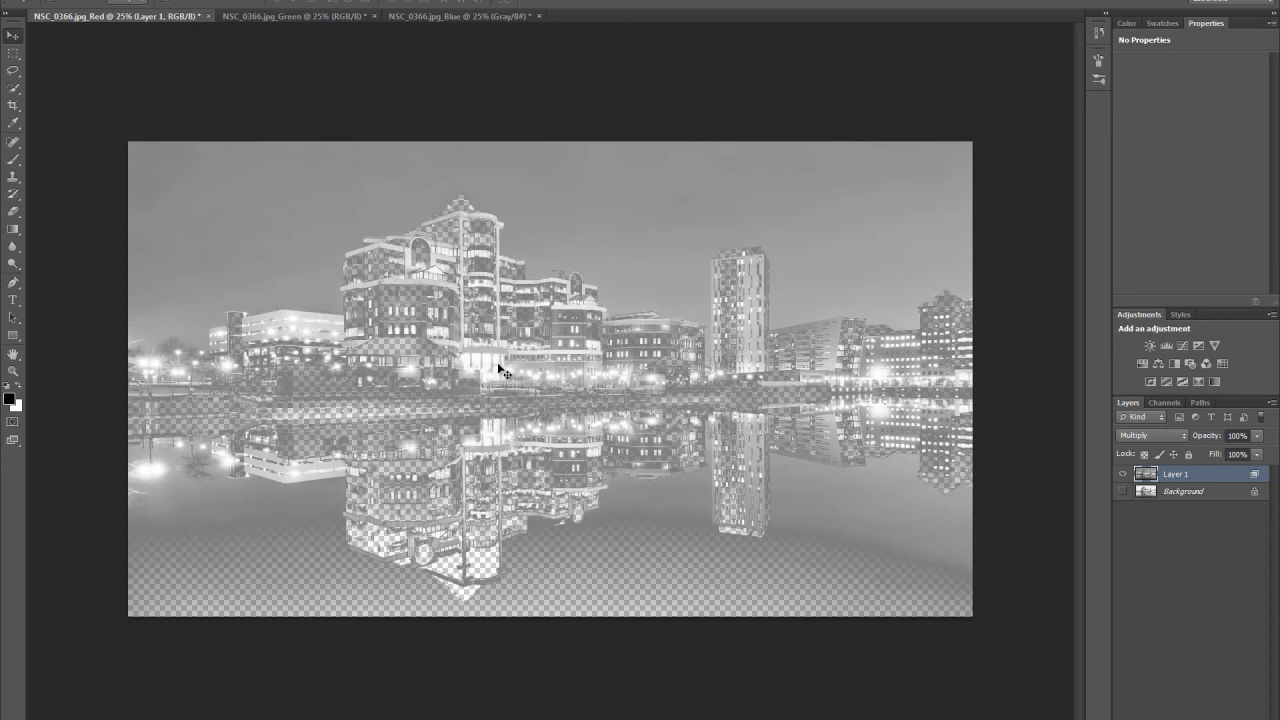 NSC_0366.jpg_Red @ 25% (Layer 1, RGB/8) * × NSC_0366.jpg_Green @ 25% (RGB/8) * × NSC_0366.jpg_Blue @ 25% (Gray/8#) * ×
Color Swatches Properties
No Properties
Adjustments Styles
Add an adjustment
Layers Channels Paths
Kind
Multiply Opacity: 100%
Lock: Fill: 100%
Layer 1
Background